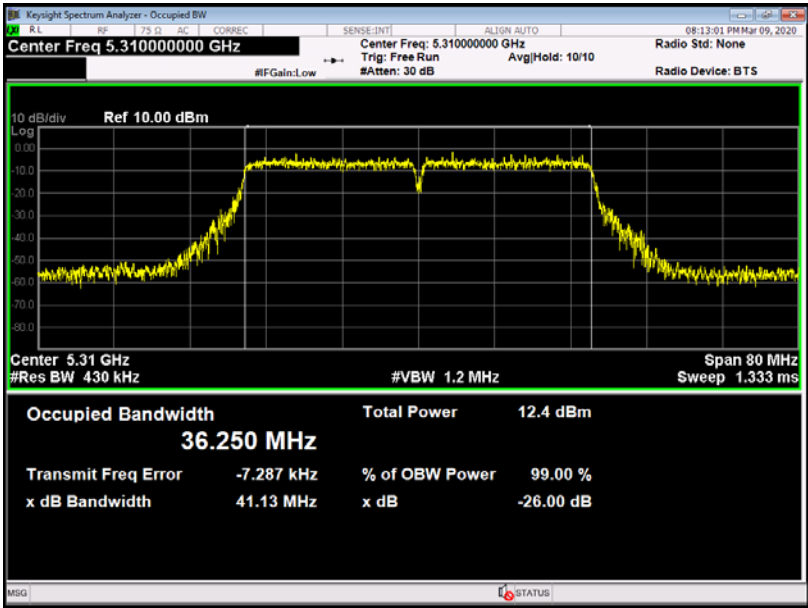 Keysight Spectrum Analyzer - Occupied BW
RL RF 75 Ω AC CORREC SENSE:INT ALIGN AUTO 08:13:01 PM Mar 09, 2020
Center Freq 5.310000000 GHz Center Freq: 5.310000000 GHz Radio Std: None
Trig: Free Run Avg|Hold: 10/10
#IFGain:Low #Atten: 30 dB Radio Device: BTS
10 dB/div Ref 10.00 dBm
Log
0.00
-10.0
-20.0
-30.0
-40.0
-50.0
-60.0
-70.0
-80.0
Center 5.31 GHz Span 80 MHz
#Res BW 430 kHz #VBW 1.2 MHz Sweep 1.333 ms
Occupied Bandwidth Total Power 12.4 dBm
36.250 MHz
Transmit Freq Error -7.287 kHz % of OBW Power 99.00 %
x dB Bandwidth 41.13 MHz x dB -26.00 dB
MSG STATUS